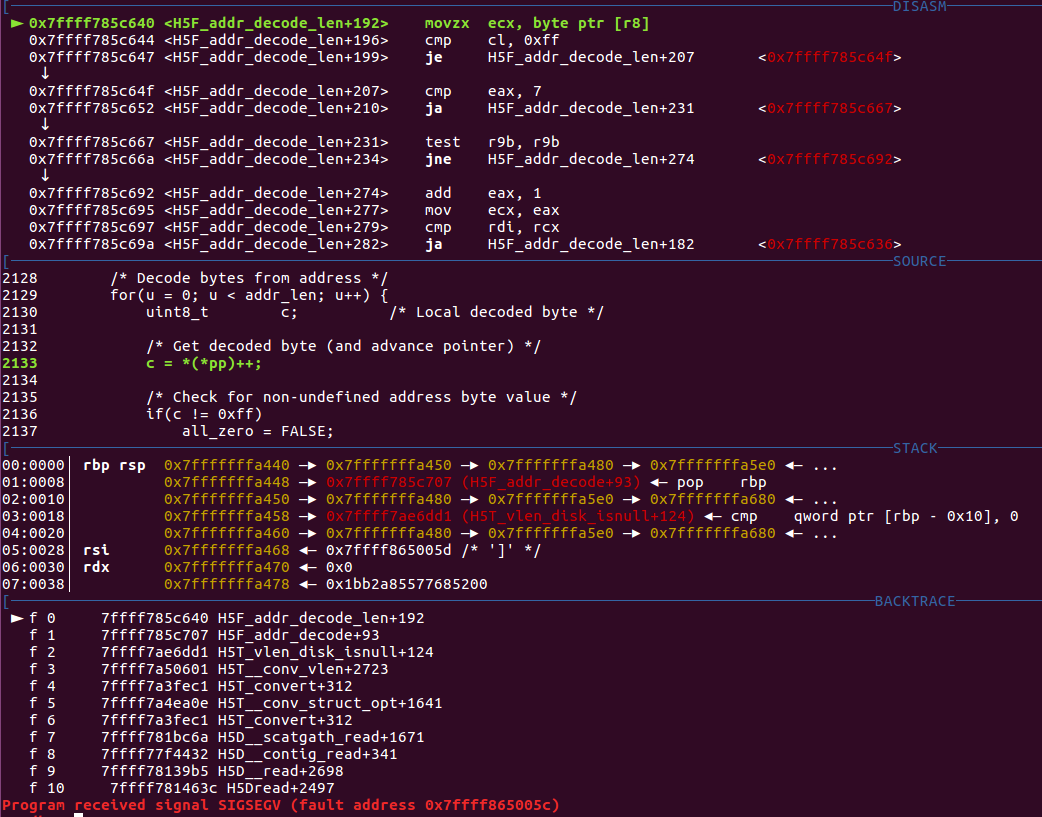 [ DISASM
► 0x7ffff785c640 <H5F_addr_decode_len+192> movzx ecx, byte ptr [r8]
0x7ffff785c644 <H5F_addr_decode_len+196> cmp cl, 0xff
0x7ffff785c647 <H5F_addr_decode_len+199> je H5F_addr_decode_len+207 <0x7ffff785c64f>
↓
0x7ffff785c64f <H5F_addr_decode_len+207> cmp eax, 7
0x7ffff785c652 <H5F_addr_decode_len+210> ja H5F_addr_decode_len+231 <0x7ffff785c667>
↓
0x7ffff785c667 <H5F_addr_decode_len+231> test r9b, r9b
0x7ffff785c66a <H5F_addr_decode_len+234> jne H5F_addr_decode_len+274 <0x7ffff785c692>
↓
0x7ffff785c692 <H5F_addr_decode_len+274> add eax, 1
0x7ffff785c695 <H5F_addr_decode_len+277> mov ecx, eax
0x7ffff785c697 <H5F_addr_decode_len+279> cmp rdi, rcx
0x7ffff785c69a <H5F_addr_decode_len+282> ja H5F_addr_decode_len+182 <0x7ffff785c636>
[ SOURCE
2128 /* Decode bytes from address */
2129 for(u = 0; u < addr_len; u++) {
2130 uint8_t c; /* Local decoded byte */
2131
2132 /* Get decoded byte (and advance pointer) */
2133 c = *(*pp)++;
2134
2135 /* Check for non-undefined address byte value */
2136 if(c != 0xff)
2137 all_zero = FALSE;
[ STACK
00:0000│ rbp rsp 0x7fffffffa440 —► 0x7fffffffa450 —► 0x7fffffffa480 —► 0x7fffffffa5e0 ◄— ...
01:0008│ 0x7fffffffa448 —► 0x7ffff785c707 (H5F_addr_decode+93) ◄— pop rbp
02:0010│ 0x7fffffffa450 —► 0x7fffffffa480 —► 0x7fffffffa5e0 —► 0x7fffffffa680 ◄— ...
03:0018│ 0x7fffffffa458 —► 0x7ffff7ae6dd1 (H5T_vlen_disk_isnull+124) ◄— cmp qword ptr [rbp - 0x10], 0
04:0020│ 0x7fffffffa460 —► 0x7fffffffa480 —► 0x7fffffffa5e0 —► 0x7fffffffa680 ◄— ...
05:0028│ rsi 0x7fffffffa468 ◄— 0x7ffff865005d /* ']' */
06:0030│ rdx 0x7fffffffa470 ◄— 0x0
07:0038│ 0x7fffffffa478 ◄— 0x1bb2a85577685200
[ BACKTRACE
► f 0 7ffff785c640 H5F_addr_decode_len+192
f 1 7ffff785c707 H5F_addr_decode+93
f 2 7ffff7ae6dd1 H5T_vlen_disk_isnull+124
f 3 7ffff7a50601 H5T__conv_vlen+2723
f 4 7ffff7a3fec1 H5T_convert+312
f 5 7ffff7a4ea0e H5T__conv_struct_opt+1641
f 6 7ffff7a3fec1 H5T_convert+312
f 7 7ffff781bc6a H5D__scatgath_read+1671
f 8 7ffff77f4432 H5D__contig_read+341
f 9 7ffff78139b5 H5D__read+2698
f 10 7ffff781463c H5Dread+2497
Program received signal SIGSEGV (fault address 0x7ffff865005c)